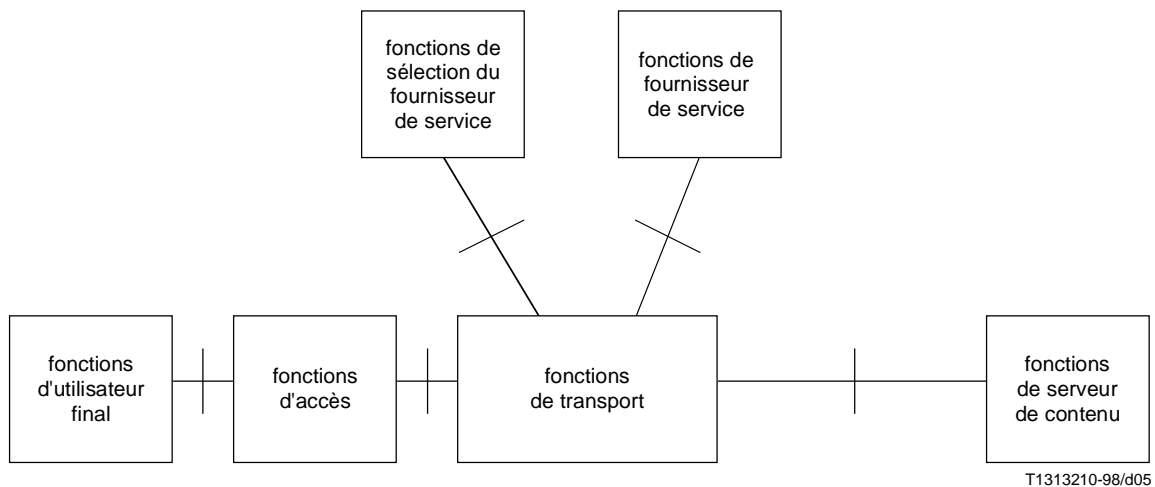 fonctions de
sélection du
fournisseur
de service
fonctions de
fournisseur
de service
fonctions
d'utilisateur
final
fonctions
d'accès
fonctions
de transport
fonctions
de serveur
de contenu
T1313210-98/d05